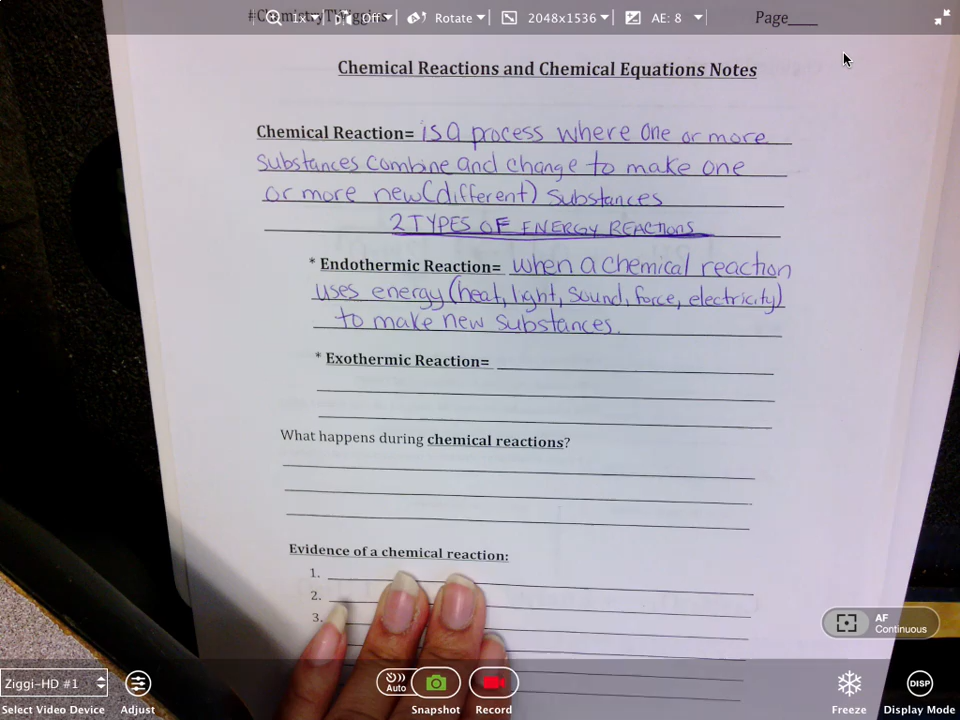 #ChemistryTHiggins
1x Off Rotate 2048x1536 AE: 8
Page____
Chemical Reactions and Chemical Equations Notes
Chemical Reaction= is a process where one or more
substances combine and change to make one
or more new (different) substances
2 TYPES OF ENERGY REACTIONS
* Endothermic Reaction= when a chemical reaction
uses energy (heat, light, sound, force, electricity)
to make new substances.
* Exothermic Reaction=
What happens during chemical reactions?
Evidence of a chemical reaction:
1.
2.
3.
AF
Continuous
Ziggi-HD #1
Auto
Select Video Device Adjust Snapshot Record Freeze Display Mode
DISP